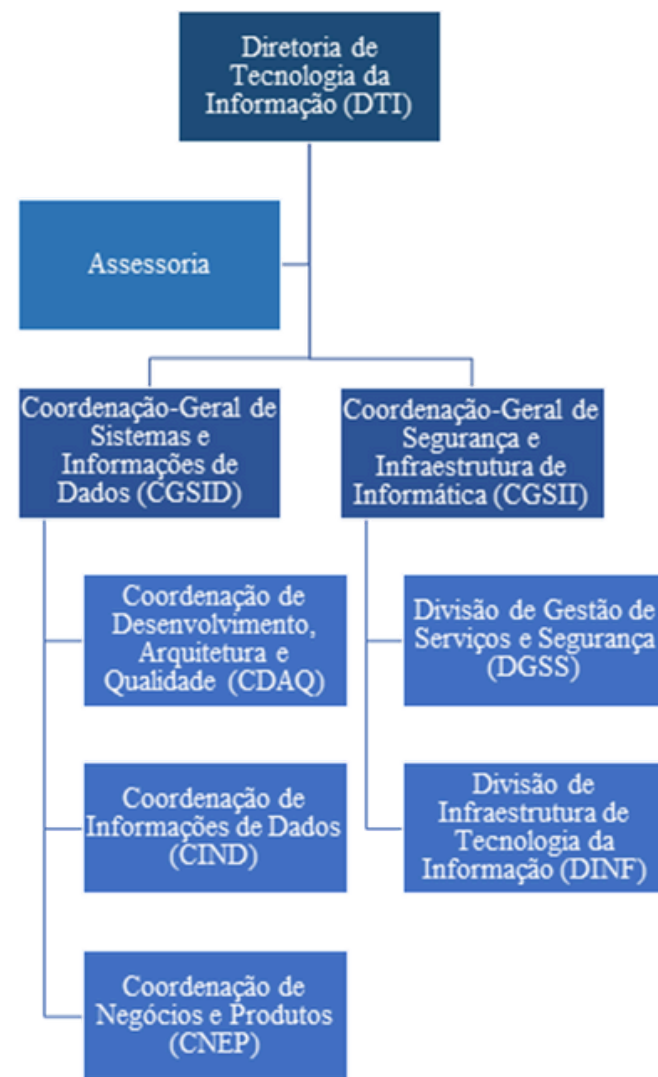 Diretoria de
Tecnologia da
Informação (DTI)
Assessoria
Coordenação-Geral de
Sistemas e
Informações de
Dados (CGSID)
Coordenação-Geral de
Segurança e
Infraestrutura de
Informática (CGSII)
Coordenação de
Desenvolvimento,
Arquitetura e
Qualidade (CDAQ)
Divisão de Gestão de
Serviços e Segurança
(DGSS)
Coordenação de
Informações de Dados
(CIND)
Divisão de
Infraestrutura de
Tecnologia da
Informação (DINF)
Coordenação de
Negócios e Produtos
(CNEP)